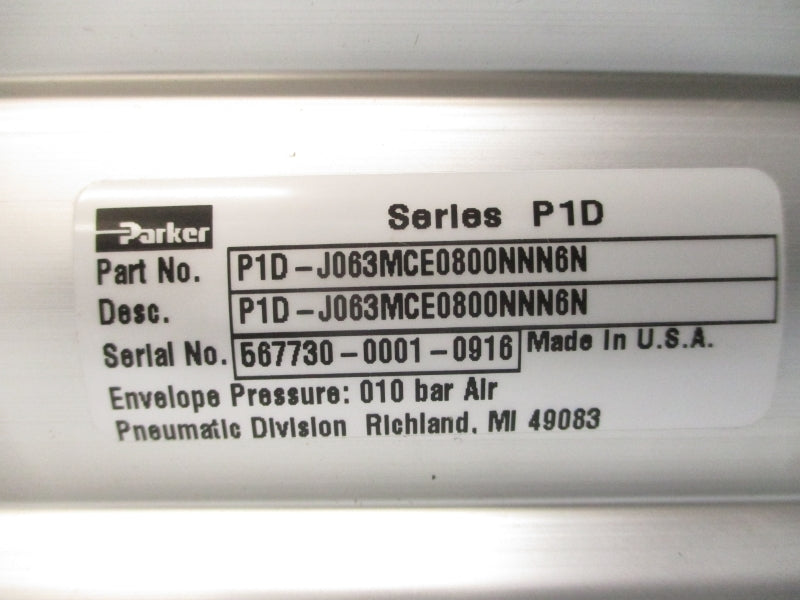 Parker
Series P1D
Part No. P1D-J063MCE0800NNN6N
Desc. P1D-J063MCE0800NNN6N
Serial No. 567730-0001-0916 Made in U.S.A.
Envelope Pressure: 010 bar Air
Pneumatic Division Richland, MI 49083